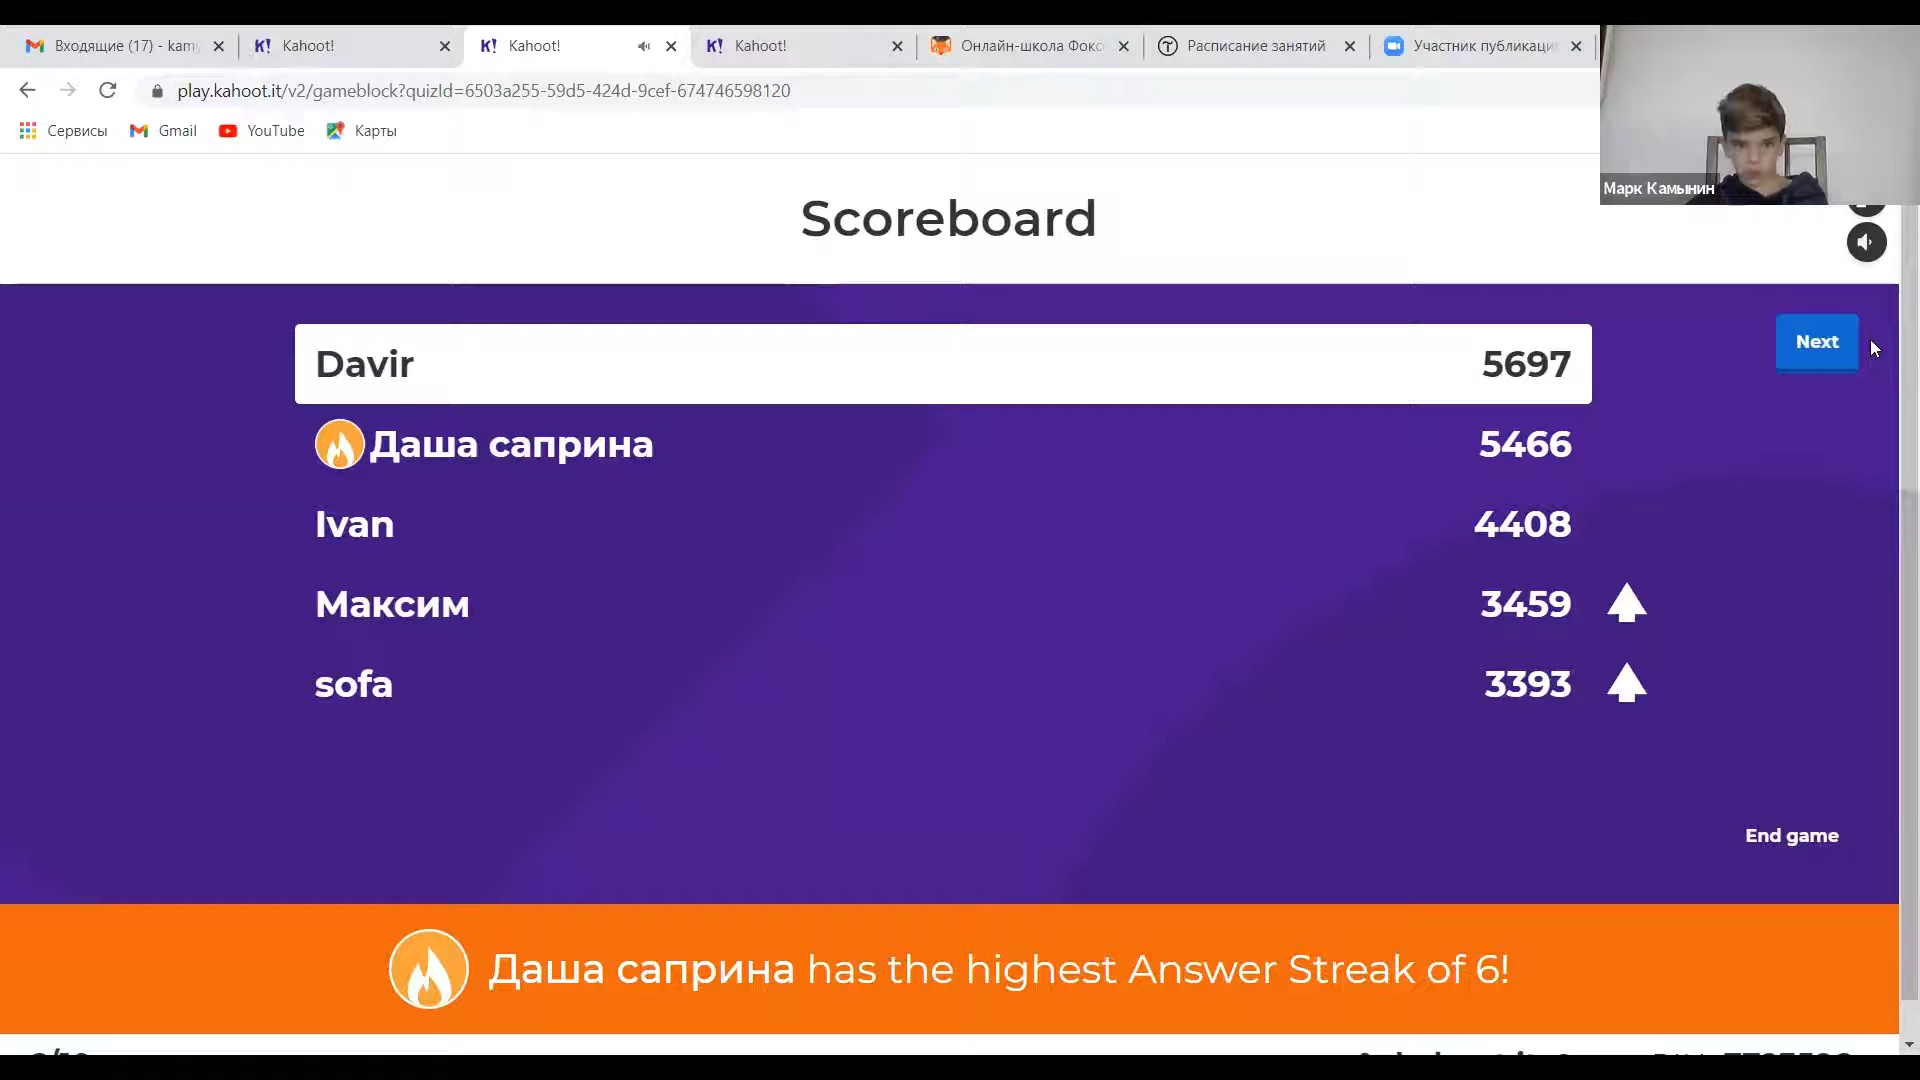 Входящие (17) - kamy
Kahoot!
Kahoot!
Kahoot!
Онлайн-школа Фокс
Расписание занятий
Участник публикаци
play.kahoot.it/v2/gameblock?quizId=6503a255-59d5-424d-9cef-674746598120
Сервисы
Gmail
YouTube
Карты
Марк Камынин
Scoreboard
Next
Davir 5697
Даша саприна 5466
Ivan 4408
Максим 3459
sofa 3393
End game
Даша саприна has the highest Answer Streak of 6!